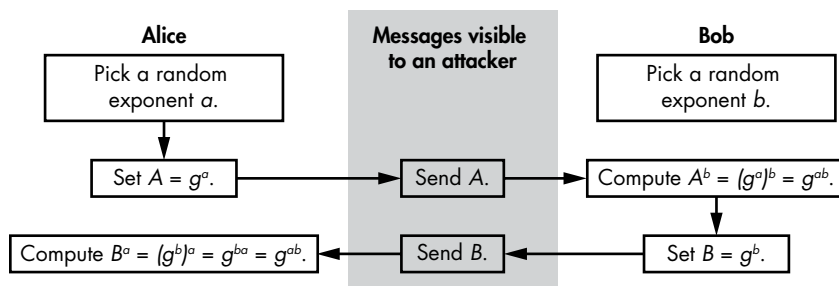 Alice
Messages visible
to an attacker
Bob
Pick a random
exponent a.
Pick a random
exponent b.
Set A = gᵃ.
Send A.
Compute Aᵇ = (gᵃ)ᵇ = gᵃᵇ.
Compute Bᵃ = (gᵇ)ᵃ = gᵇᵃ = gᵃᵇ.
Send B.
Set B = gᵇ.